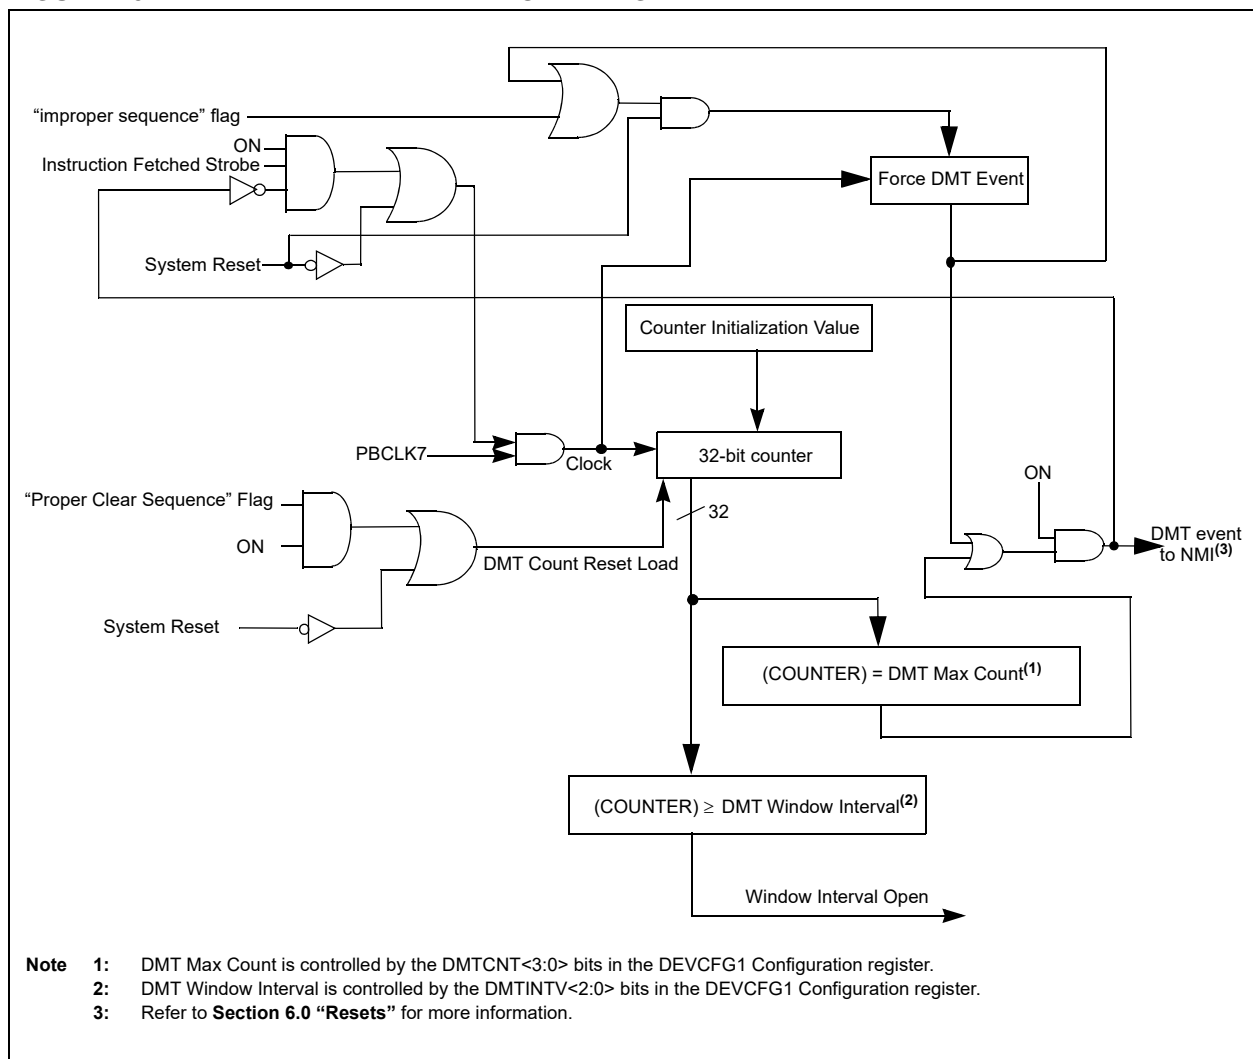 “improper sequence” flag
ON
Instruction Fetched Strobe
Force DMT Event
System Reset
Counter Initialization Value
PBCLK7
Clock
32-bit counter
“Proper Clear Sequence” Flag
32
ON
ON
DMT event
to NMI(3)
DMT Count Reset Load
System Reset
(COUNTER) = DMT Max Count(1)
(COUNTER) ≥ DMT Window Interval(2)
Window Interval Open
Note 1: DMT Max Count is controlled by the DMTCNT<3:0> bits in the DEVCFG1 Configuration register.
2: DMT Window Interval is controlled by the DMTINTV<2:0> bits in the DEVCFG1 Configuration register.
3: Refer to Section 6.0 “Resets” for more information.